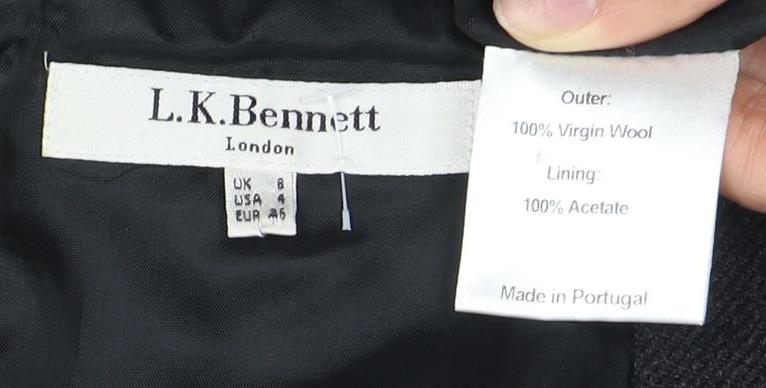 L.K.Bennett
London
UK 8
USA 4
EUR 36
Outer:
100% Virgin Wool
Lining:
100% Acetate
Made in Portugal